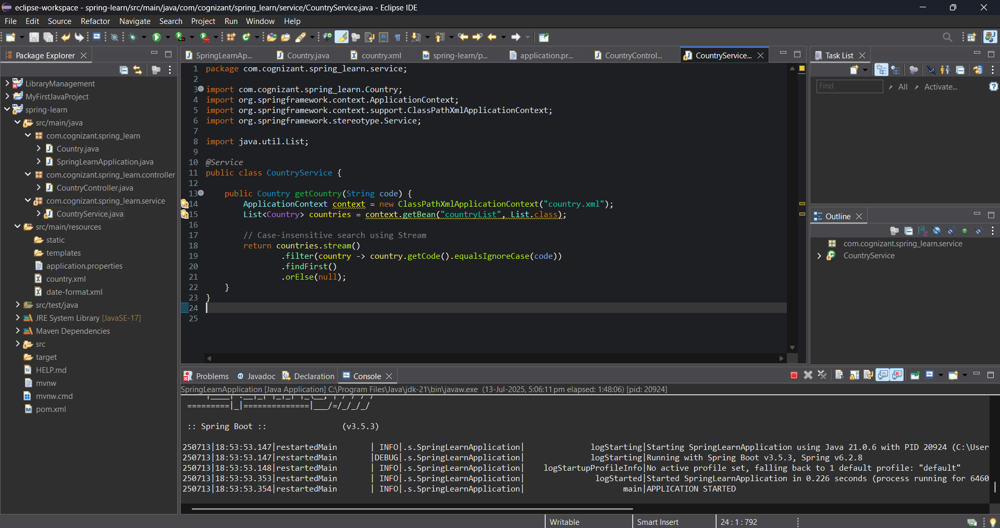 eclipse-workspace - spring-learn/src/main/java/com/cognizant/spring_learn/service/CountryService.java - Eclipse IDE
File Edit Source Refactor Navigate Search Project Run Window Help
Package Explorer
LibraryManagement
MyFirstJavaProject
spring-learn
src/main/java
com.cognizant.spring_learn
Country.java
SpringLearnApplication.java
com.cognizant.spring_learn.controller
CountryController.java
com.cognizant.spring_learn.service
CountryService.java
src/main/resources
static
templates
application.properties
country.xml
date-format.xml
src/test/java
JRE System Library [JavaSE-17]
Maven Dependencies
src
target
HELP.md
mvnw
mvnw.cmd
pom.xml
SpringLearnAp... Country.java country.xml spring-learn/p... application.pr... CountryControl... CountryService...
1 package com.cognizant.spring_learn.service;
2
3 import com.cognizant.spring_learn.Country;
4 import org.springframework.context.ApplicationContext;
5 import org.springframework.context.support.ClassPathXmlApplicationContext;
6 import org.springframework.stereotype.Service;
7
8 import java.util.List;
9
10 @Service
11 public class CountryService {
12
13 public Country getCountry(String code) {
14 ApplicationContext context = new ClassPathXmlApplicationContext("country.xml");
15 List<Country> countries = context.getBean("countryList", List.class);
16
17 // Case-insensitive search using Stream
18 return countries.stream()
19 .filter(country -> country.getCode().equalsIgnoreCase(code))
20 .findFirst()
21 .orElse(null);
22 }
23 }
24
25
Task List
Find All Activate...
Outline
com.cognizant.spring_learn.service
CountryService
Problems Javadoc Declaration Console
SpringLearnApplication [Java Application] C:\Program Files\Java\jdk-21\bin\javaw.exe (13-Jul-2025, 5:06:11 pm elapsed: 1:48:06) [pid: 20924]
=========|_|==============|___/=/_/_/_/
:: Spring Boot :: (v3.5.3)
250713|18:53:53.147|restartedMain | INFO|.s.SpringLearnApplication| logStarting|Starting SpringLearnApplication using Java 21.0.6 with PID 20924 (C:\User
250713|18:53:53.147|restartedMain |DEBUG|.s.SpringLearnApplication| logStarting|Running with Spring Boot v3.5.3, Spring v6.2.8
250713|18:53:53.148|restartedMain | INFO|.s.SpringLearnApplication| logStartupProfileInfo|No active profile set, falling back to 1 default profile: "default"
250713|18:53:53.353|restartedMain | INFO|.s.SpringLearnApplication| logStarted|Started SpringLearnApplication in 0.226 seconds (process running for 6460
250713|18:53:53.354|restartedMain | INFO|.s.SpringLearnApplication| main|APPLICATION STARTED
Writable Smart Insert 24 : 1 : 792